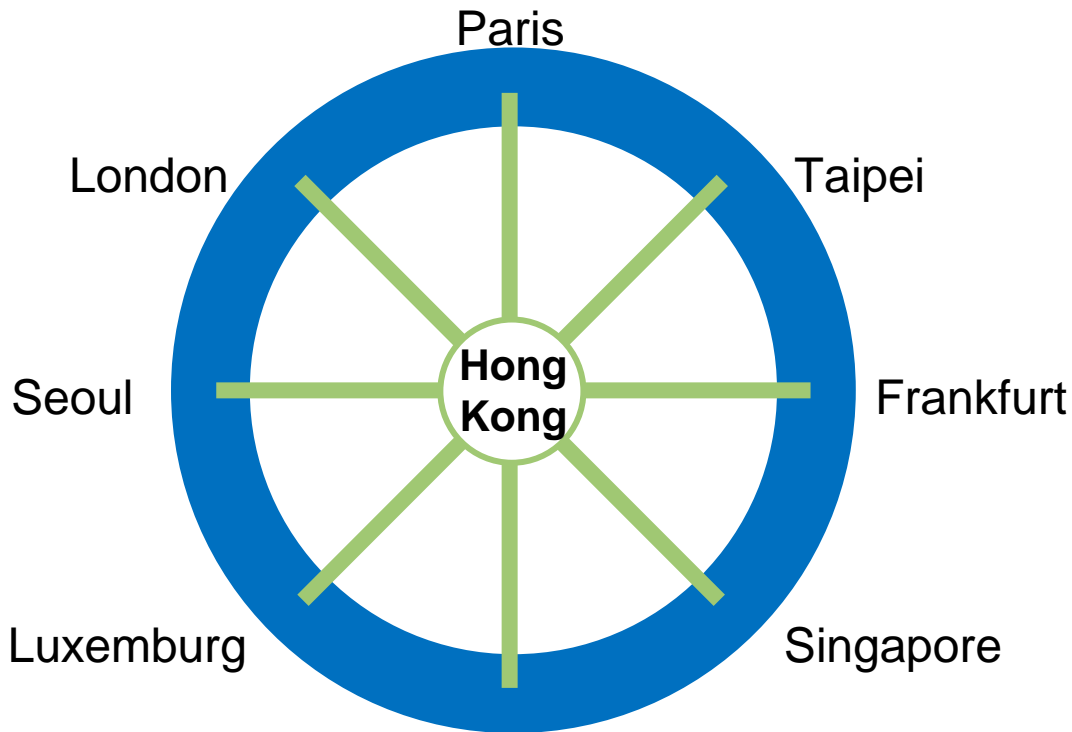 Paris
London
Taipei
Hong
Kong
Seoul
Frankfurt
Luxemburg
Singapore